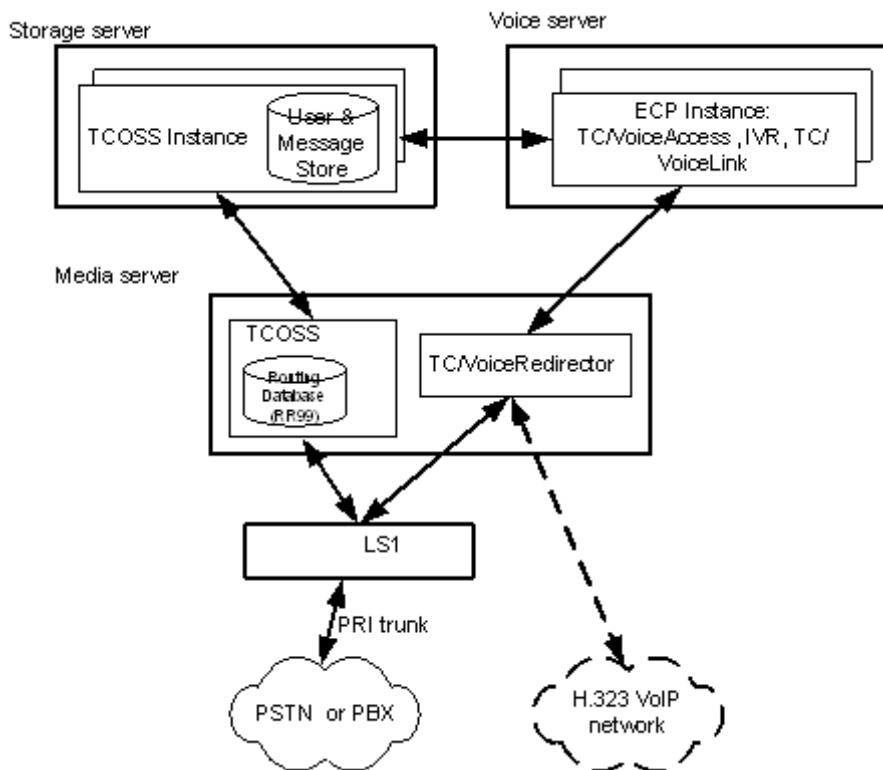 Storage server
Voice server
TCOSS Instance
User &
Message
Store
ECP Instance:
TC/VoiceAccess , IVR, TC/
VoiceLink
Media server
TCOSS
Routing
Database
(RR99)
TC/VoiceRedirector
LS1
PRI trunk
PSTN or PBX
H.323 VoIP
network